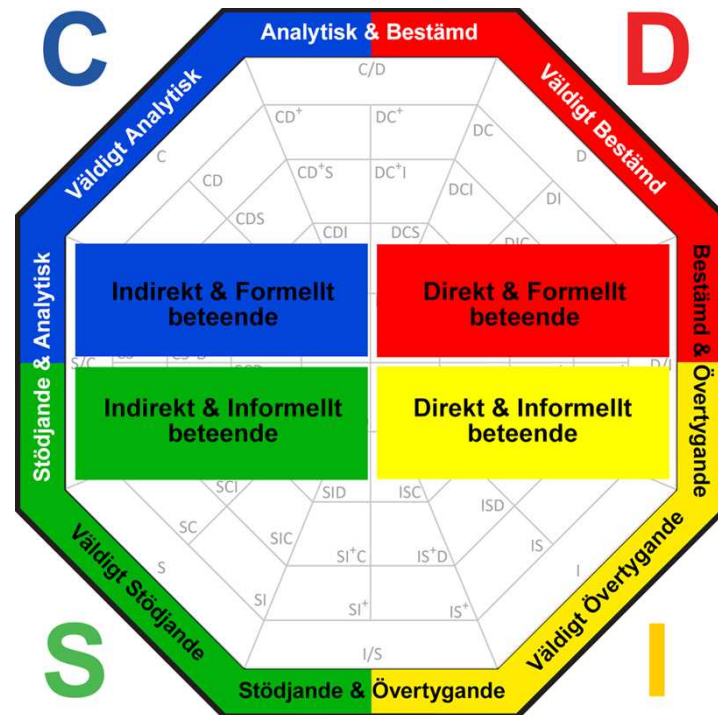 C
D
Analytisk & Bestämd
Väldigt Analytisk
Väldigt Bestämd
C/D
CD⁺
DC⁺
C
CD
DC
D
CD⁺S
DC⁺I
CDS
DCI
DI
CDI
DCS
Stödjande & Analytisk
Bestämd & Övertygande
Indirekt & Formellt
beteende
Direkt & Formellt
beteende
S/C
Indirekt & Informellt
beteende
Direkt & Informellt
beteende
SCI
SID
ISC
ISD
SC
SIC
IS
S
SI⁺C
IS⁺D
I
SI
SI⁺
IS⁺
I/S
Väldigt Stödjande
Väldigt Övertygande
Stödjande & Övertygande
S
I